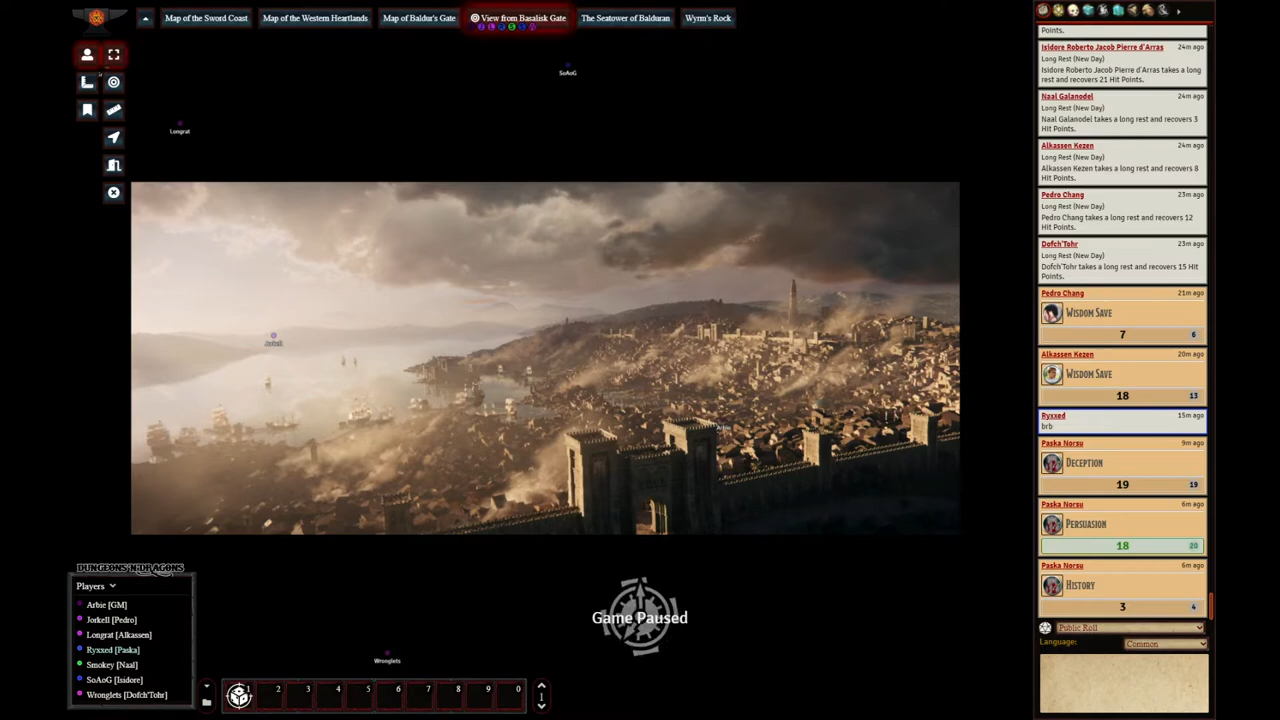 Map of the Sword Coast
Map of the Western Heartlands
Map of Baldur's Gate
View from Basalisk Gate
The Seatower of Balduran
Wyrm's Rock
J
L
R
S
S
W
SoAoG
Longrat
Jorkell
Arbie
Wronglets
Game Paused
DUNGEONS 'N' DRAGONS
Players
Arbie [GM]
Jorkell [Pedro]
Longrat [Alkassen]
Ryxxed [Paska]
Smokey [Naal]
SoAoG [Isidore]
Wronglets [Dofch'Tohr]
1
2
3
4
5
6
7
8
9
0
1
Points.
Isidore Roberto Jacob Pierre d'Arras 24m ago
Long Rest (New Day)
Isidore Roberto Jacob Pierre d'Arras takes a long
rest and recovers 21 Hit Points.
Naal Galanodel 24m ago
Long Rest (New Day)
Naal Galanodel takes a long rest and recovers 3
Hit Points.
Alkassen Kezen 24m ago
Long Rest (New Day)
Alkassen Kezen takes a long rest and recovers 8
Hit Points.
Pedro Chang 23m ago
Long Rest (New Day)
Pedro Chang takes a long rest and recovers 12
Hit Points.
Dofch'Tohr 23m ago
Long Rest (New Day)
Dofch'Tohr takes a long rest and recovers 15 Hit
Points.
Pedro Chang 21m ago
Wisdom Save
7 6
Alkassen Kezen 20m ago
Wisdom Save
18 13
Ryxxed 15m ago
brb
Paska Norsu 9m ago
Deception
19 19
Paska Norsu 6m ago
Persuasion
18 20
Paska Norsu 6m ago
History
3 4
Public Roll
Language: Common